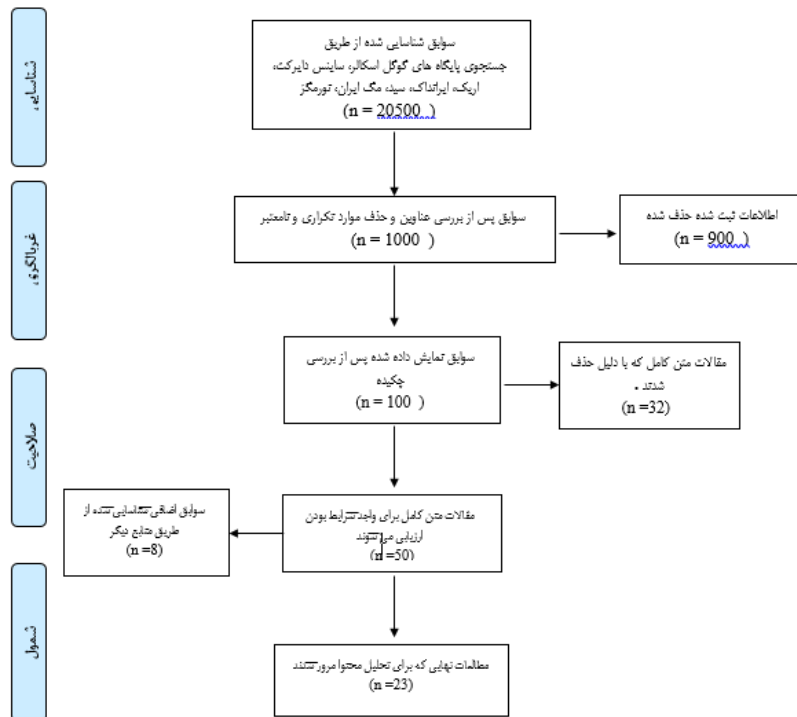 شناسایی
سوابق شناسایی شده از طریق
جستجوی پایگاه های گوگل اسکالر، ساینس دایرکت،
اریک، ایرانداک، سید، مگ ایران، نورمگز
(n = 20500 )
غربالگری
سوابق پس از بررسی عناوین و حذف موارد تکراری و نامعتبر
(n = 1000 )
اطلاعات ثبت شده حذف شده
(n = 900 )
صلاحیت
سوابق نمایش داده شده پس از بررسی
چکیده
(n = 100 )
مقالات متن کامل که با دلیل حذف
شدند .
(n =32)
مقالات متن کامل برای واجد شرایط بودن
ارزیابی می شوند
(n =50)
سوابق اضافی شناسایی شده از
طریق منابع دیگر
(n =8)
شمول
مطالعات نهایی که برای تحلیل محتوا مرور شدند
(n =23)